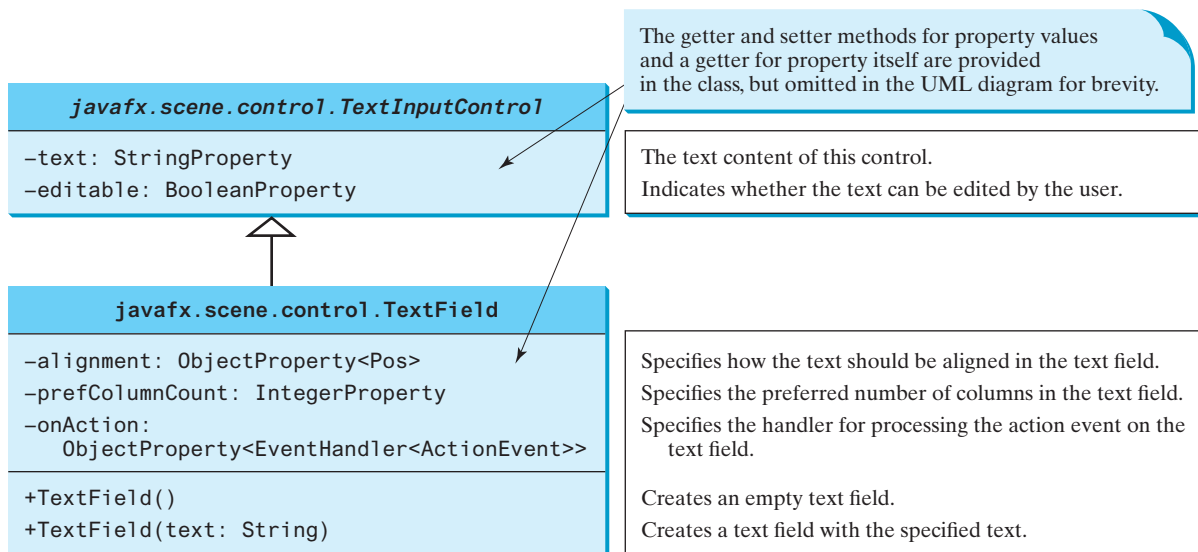 The getter and setter methods for property values
and a getter for property itself are provided
in the class, but omitted in the UML diagram for brevity.
javafx.scene.control.TextInputControl
–text: StringProperty
–editable: BooleanProperty
The text content of this control.
Indicates whether the text can be edited by the user.
javafx.scene.control.TextField
–alignment: ObjectProperty<Pos>
–prefColumnCount: IntegerProperty
–onAction:
ObjectProperty<EventHandler<ActionEvent>>
Specifies how the text should be aligned in the text field.
Specifies the preferred number of columns in the text field.
Specifies the handler for processing the action event on the
text field.
+TextField()
+TextField(text: String)
Creates an empty text field.
Creates a text field with the specified text.